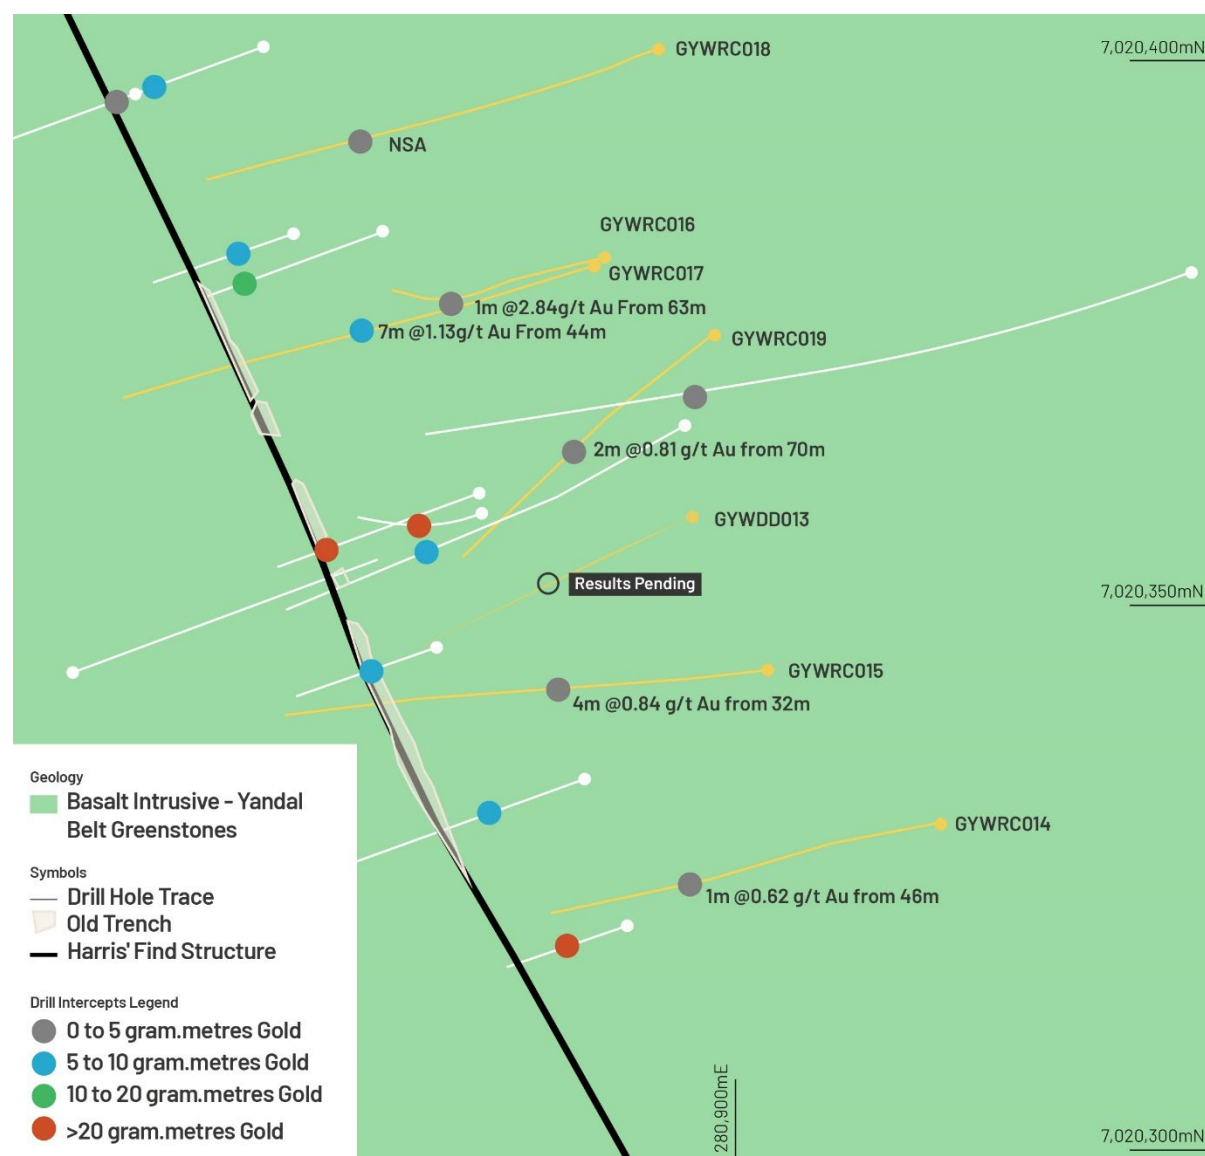 GYWRC018
7,020,400mN
NSA
GYWRC016
GYWRC017
1m @2.84g/t Au From 63m
7m @1.13g/t Au From 44m
GYWRC019
2m @0.81 g/t Au from 70m
GYWDD013
Results Pending
7,020,350mN
GYWRC015
4m @0.84 g/t Au from 32m
Geology
Basalt Intrusive - Yandal
Belt Greenstones
GYWRC014
1m @0.62 g/t Au from 46m
Symbols
Drill Hole Trace
Old Trench
Harris' Find Structure
Drill Intercepts Legend
0 to 5 gram.metres Gold
5 to 10 gram.metres Gold
10 to 20 gram.metres Gold
>20 gram.metres Gold
280,900mE
7,020,300mN